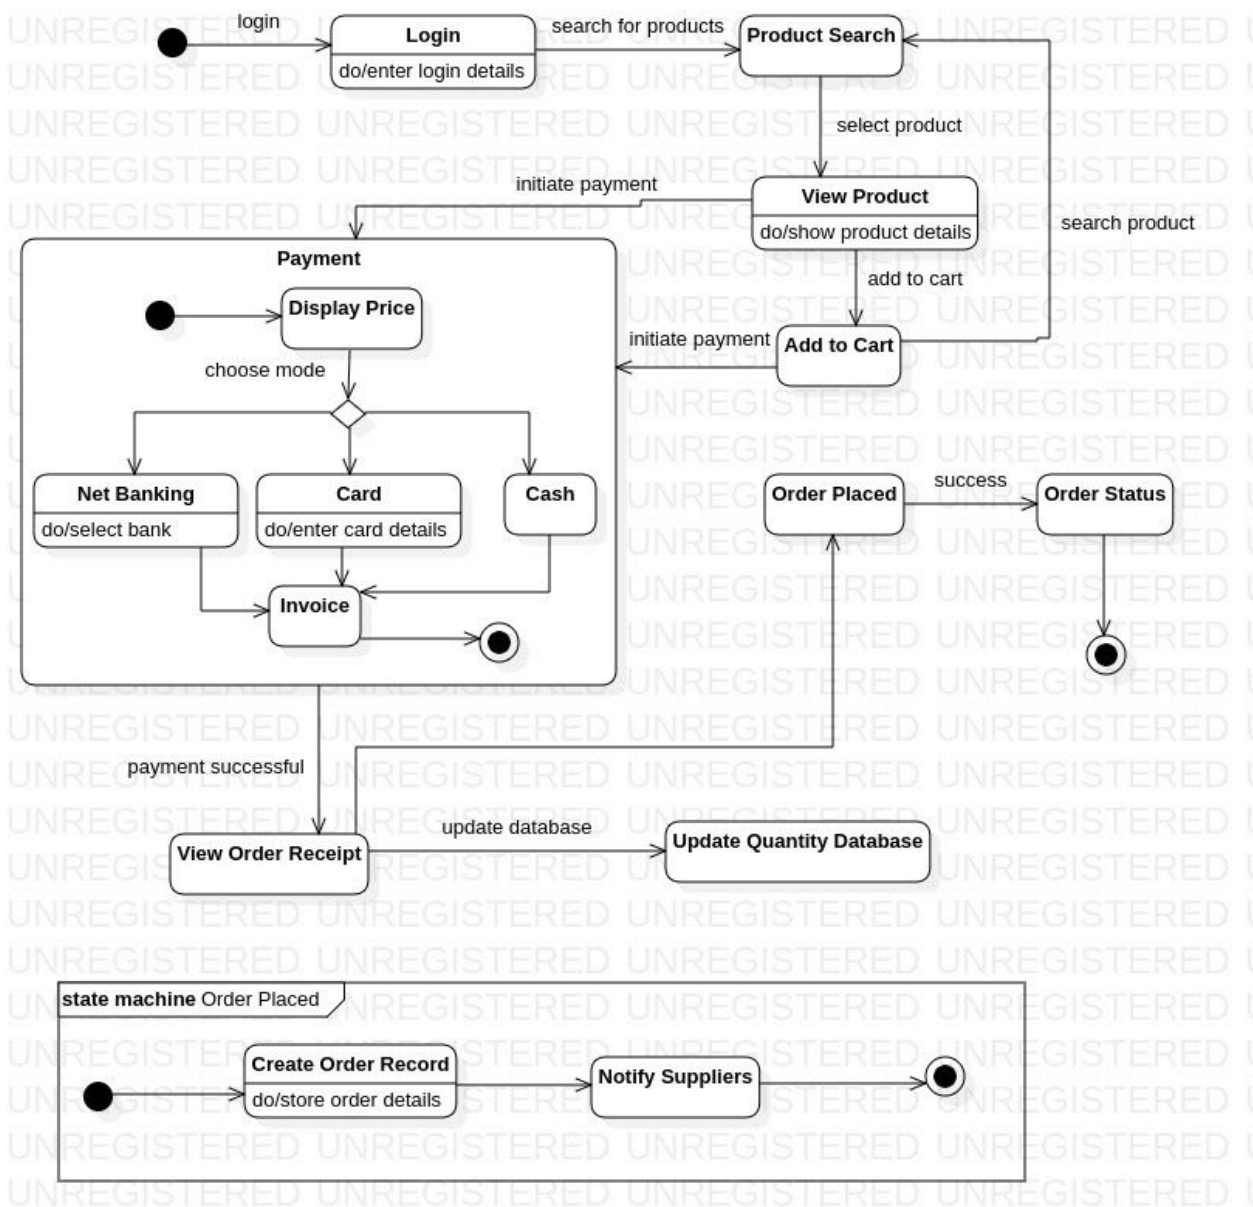 login
Login
do/enter login details
search for products
Product Search
select product
initiate payment
View Product
do/show product details
search product
add to cart
Payment
Display Price
initiate payment
Add to Cart
choose mode
Net Banking
do/select bank
Card
do/enter card details
Cash
Order Placed
success
Order Status
Invoice
payment successful
View Order Receipt
update database
Update Quantity Database
state machine Order Placed
Create Order Record
do/store order details
Notify Suppliers
UNREGISTERED